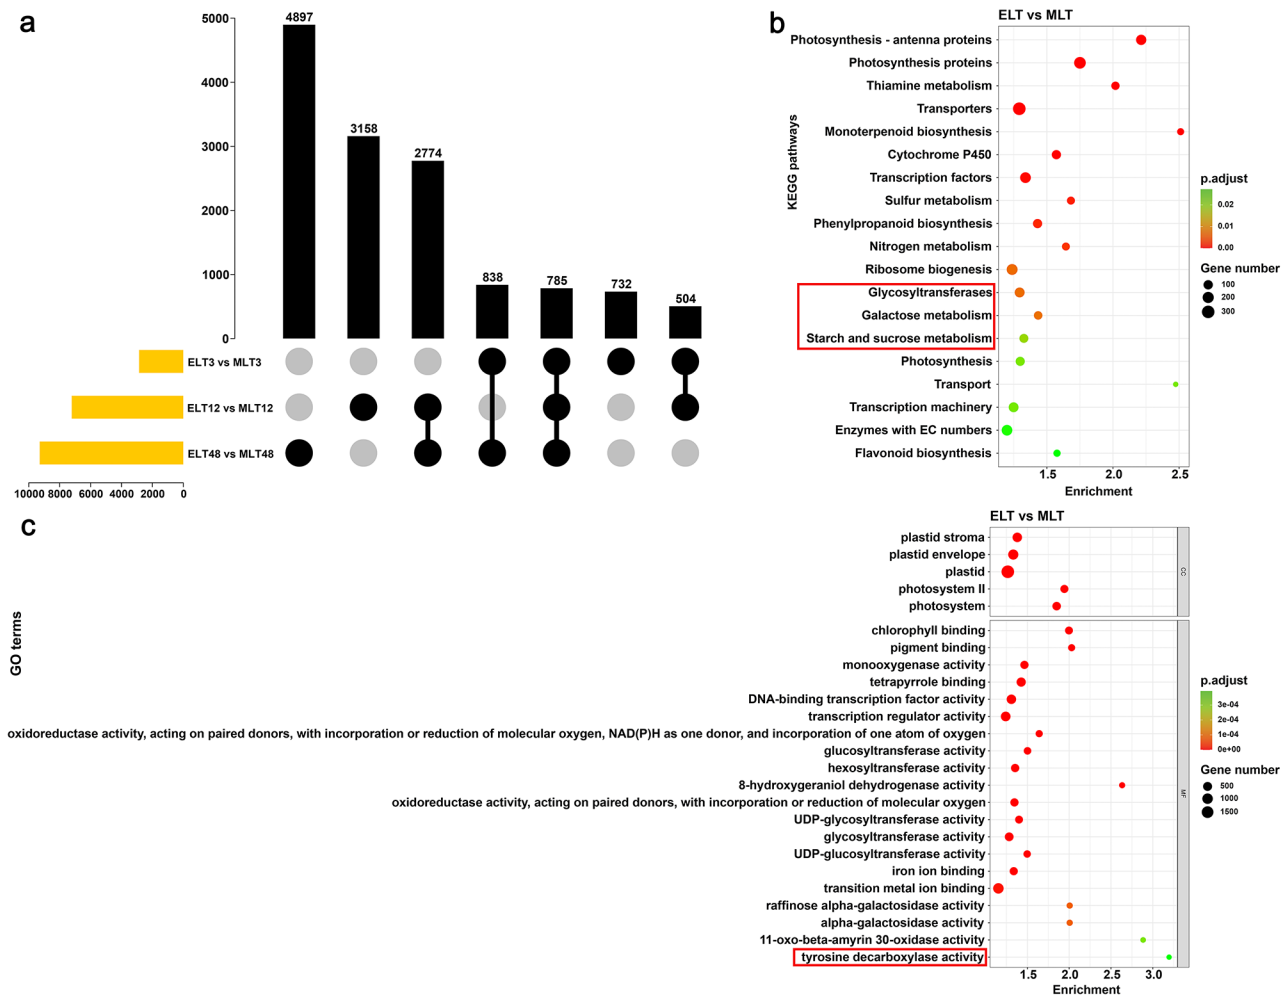 a
5000
4000
3000
2000
1000
0
4897
3158
2774
838
785
732
504
ELT3 vs MLT3
ELT12 vs MLT12
ELT48 vs MLT48
10000 8000 6000 4000 2000 0
b
ELT vs MLT
KEGG pathways
Photosynthesis - antenna proteins
Photosynthesis proteins
Thiamine metabolism
Transporters
Monoterpenoid biosynthesis
Cytochrome P450
Transcription factors
Sulfur metabolism
Phenylpropanoid biosynthesis
Nitrogen metabolism
Ribosome biogenesis
Glycosyltransferases
Galactose metabolism
Starch and sucrose metabolism
Photosynthesis
Transport
Transcription machinery
Enzymes with EC numbers
Flavonoid biosynthesis
1.5 2.0 2.5
Enrichment
p.adjust
0.02
0.01
0.00
Gene number
100
200
300
c
ELT vs MLT
GO terms
plastid stroma
plastid envelope
plastid
photosystem II
photosystem
CC
chlorophyll binding
pigment binding
monooxygenase activity
tetrapyrrole binding
DNA-binding transcription factor activity
transcription regulator activity
oxidoreductase activity, acting on paired donors, with incorporation or reduction of molecular oxygen, NAD(P)H as one donor, and incorporation of one atom of oxygen
glucosyltransferase activity
hexosyltransferase activity
8-hydroxygeraniol dehydrogenase activity
oxidoreductase activity, acting on paired donors, with incorporation or reduction of molecular oxygen
UDP-glycosyltransferase activity
glycosyltransferase activity
UDP-glucosyltransferase activity
iron ion binding
transition metal ion binding
raffinose alpha-galactosidase activity
alpha-galactosidase activity
11-oxo-beta-amyrin 30-oxidase activity
tyrosine decarboxylase activity
MF
1.5 2.0 2.5 3.0
Enrichment
p.adjust
3e-04
2e-04
1e-04
0e+00
Gene number
500
1000
1500